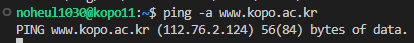 noheul1030@kopo11:~$ ping -a www.kopo.ac.kr
PING www.kopo.ac.kr (112.76.2.124) 56(84) bytes of data.